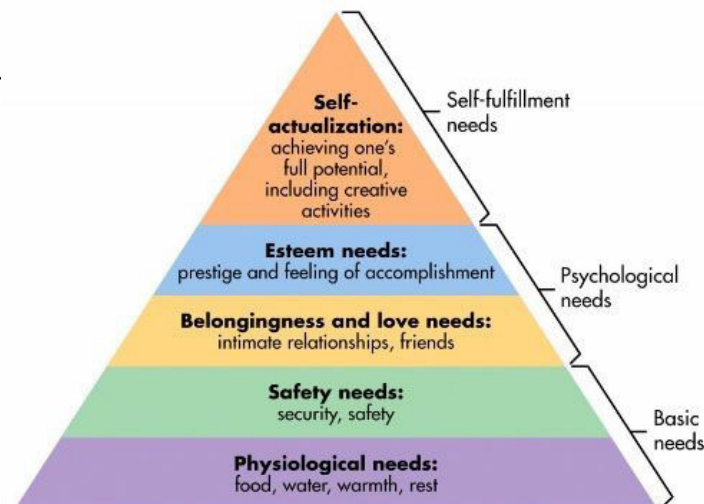 Self-
actualization:
achieving one's
full potential,
including creative
activities
Self-fulfillment
needs
Esteem needs:
prestige and feeling of accomplishment
Psychological
needs
Belongingness and love needs:
intimate relationships, friends
Safety needs:
security, safety
Basic
needs
Physiological needs:
food, water, warmth, rest